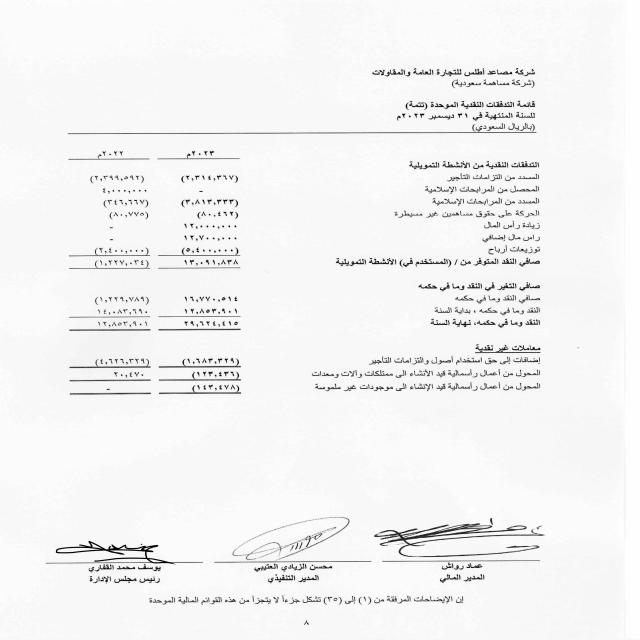 شركة مصاعد أطلس للتجارة العامة والمقاولات
(شركة مساهمة سعودية)
قائمة التدفقات النقدية الموحدة (تتمة)
للسنة المنتهية في ٣١ ديسمبر ٢٠٢٣م
(بالريال السعودي)
٢٠٢٣م ٢٠٢٢م
التدفقات النقدية من الأنشطة التمويلية
المسدد من التزامات التأجير (٢,٣١٤,٣٦٧) (٢,٣٩٩,٥٩٢)
المحصل من المرابحات الإسلامية - ٤,٠٠٠,٠٠٠
المسدد من المرابحات الإسلامية (٣,٨١٣,٣٣٣) (٣٤٦,٦٦٧)
الحركة على حقوق مساهمين غير مسيطرة (٨٠,٤٦٢) (٨٠,٧٧٥)
زيادة رأس المال ١٢,٠٠٠,٠٠٠ -
راس مال إضافي ١٢,٧٠٠,٠٠٠ -
توزيعات أرباح (٥,٤٠٠,٠٠٠) (٢,٤٠٠,٠٠٠)
صافي النقد المتوفر من / (المستخدم في) الأنشطة التمويلية ١٣,٠٩١,٨٣٨ (١,٢٢٧,٠٣٤)
صافي التغير في النقد وما في حكمه
صافي النقد وما في حكمه ١٦,٧٧٠,٥١٤ (١,٢٢٩,٧٨٩)
النقد وما في حكمه ، بداية السنة ١٢,٨٥٣,٩٠١ ١٤,٠٨٣,٦٩٠
النقد وما في حكمه، نهاية السنة ٢٩,٦٢٤,٤١٥ ١٢,٨٥٣,٩٠١
معاملات غير نقدية
إضافات إلى حق استخدام أصول والتزامات التأجير (١,٦٨٣,٣٢٩) (٤,٦٢٦,٣٢٩)
المحول من أعمال رأسمالية قيد الأنشاء الى ممتلكات وآلات ومعدات (١٢٣,٤٣٦) ٢٠,٤٧٠
المحول من أعمال رأسمالية قيد الإنشاء الى موجودات غير ملموسة (١٤٣,٤٧٨) -
عماد رواش محسن الزيادي العتيبي يوسف محمد القفاري
المدير المالي المدير التنفيذي رئيس مجلس الإدارة
إن الإيضاحات المرفقة من (١) إلى (٣٥) تشكل جزءاً لا يتجزأ من هذه القوائم المالية الموحدة
٨